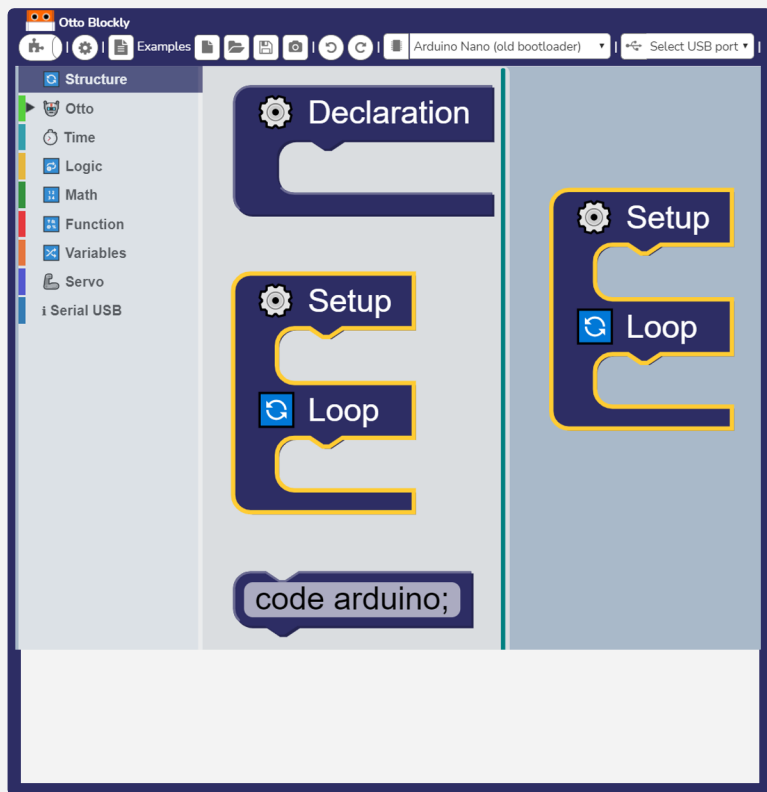 Otto Blockly
Examples Arduino Nano (old bootloader) Select USB port
Structure
Otto
Time
Logic
Math
Function
Variables
Servo
i Serial USB
Declaration
Setup
Loop
code arduino;
Setup
Loop